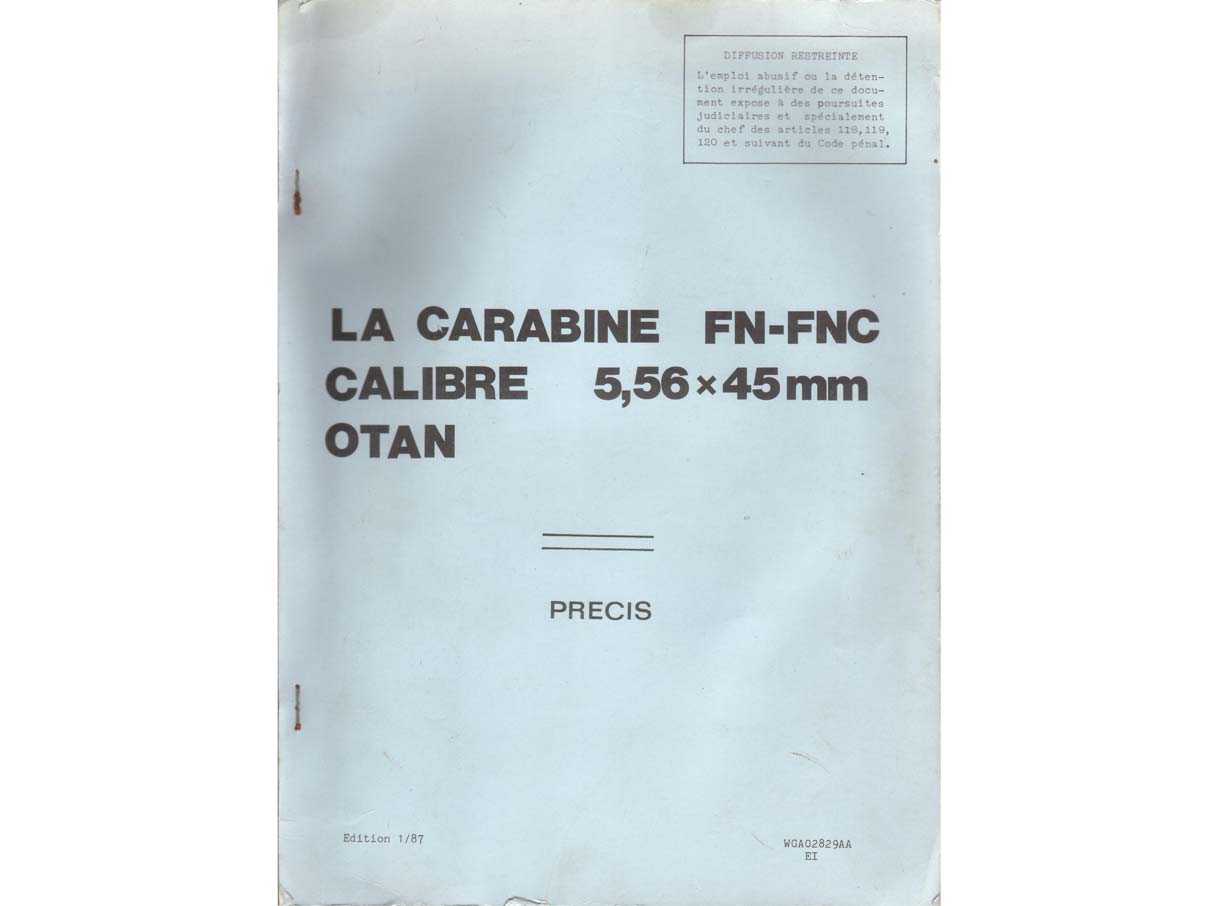 DIFFUSION RESTREINTE
L'emploi abusif ou la déten-
tion irrégulière de ce docu-
ment expose à des poursuites
judiciaires et spécialement
du chef des articles 118,119,
120 et suivant du Code pénal.
LA CARABINE FN-FNC
CALIBRE 5,56×45mm
OTAN
PRECIS
Edition 1/87
WGA02829AA
EI